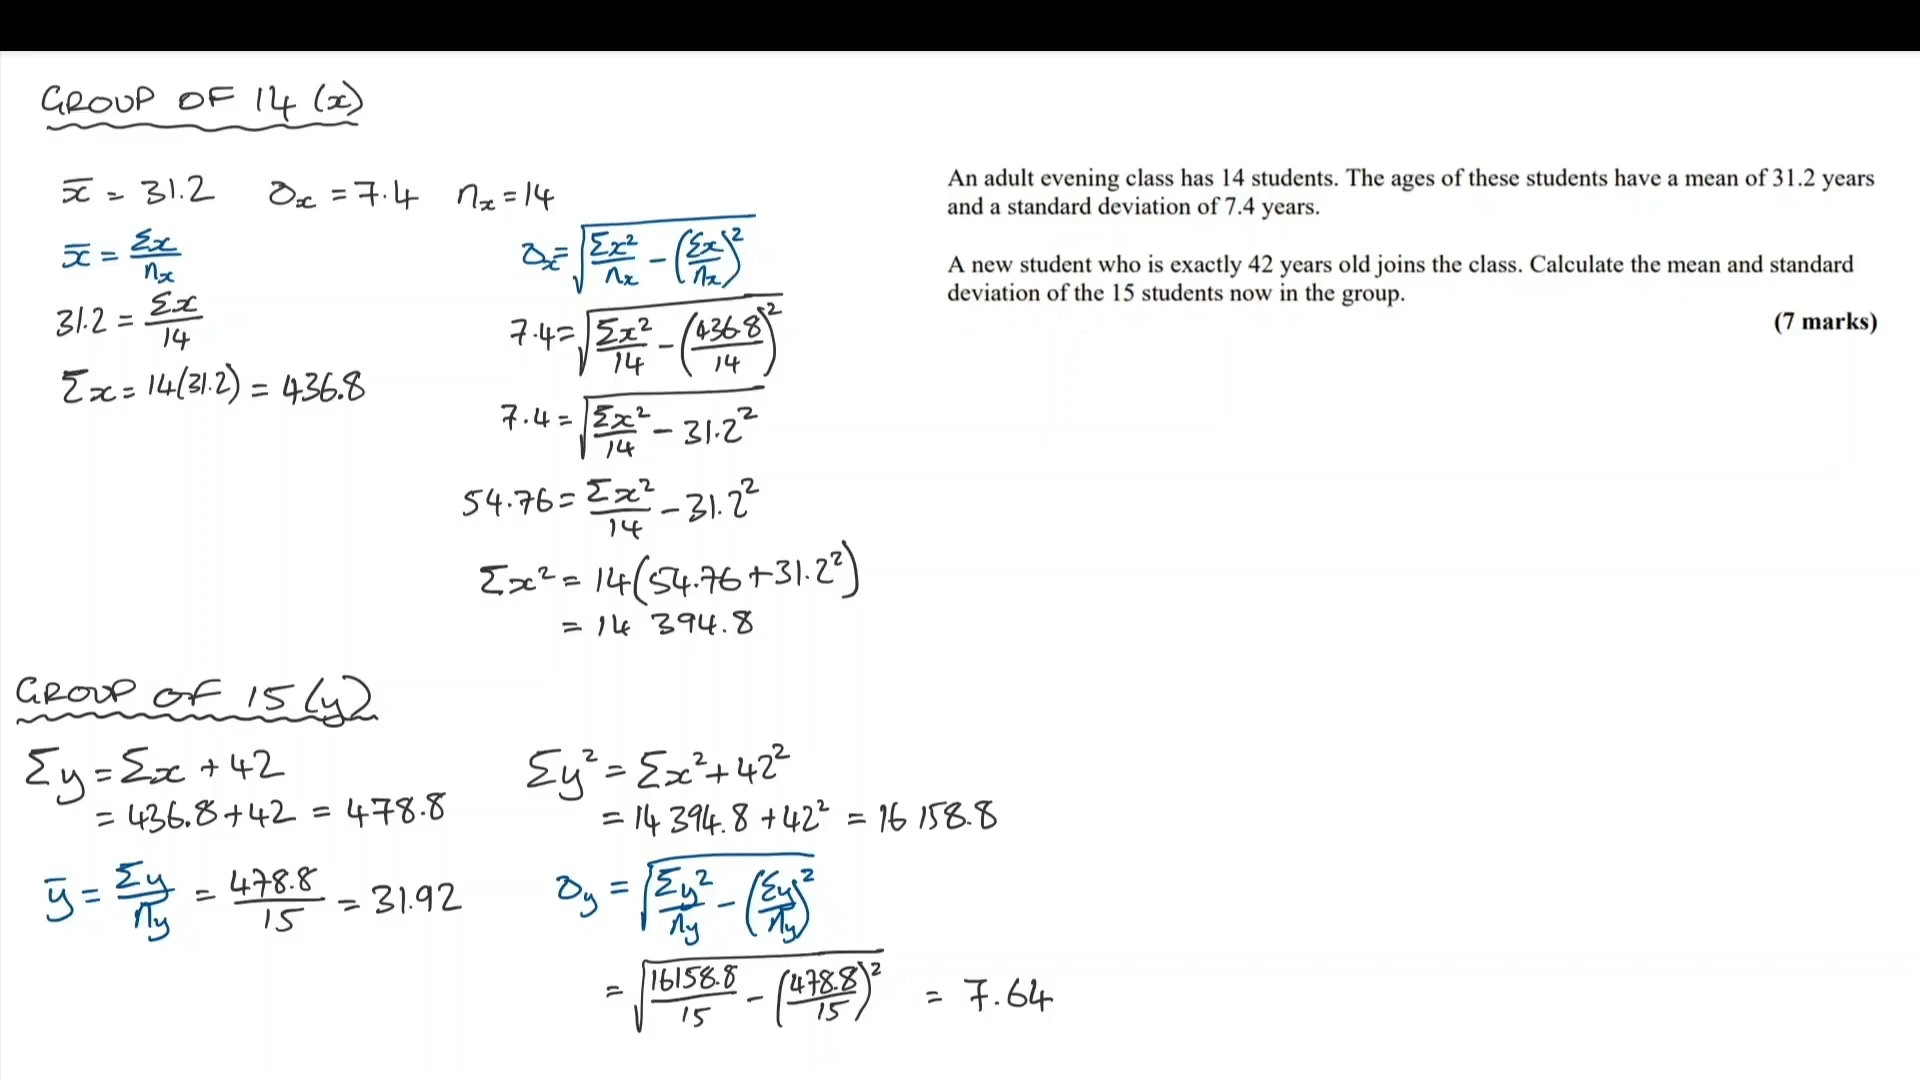 GROUP OF 14 (x)
x̄ = 31.2 σₓ = 7.4 nₓ = 14
x̄ = Σx/nₓ
31.2 = Σx/14
Σx = 14(31.2) = 436.8
σₓ = √(Σx²/nₓ − (Σx/nₓ)²)
7.4 = √(Σx²/14 − (436.8/14)²)
7.4 = √(Σx²/14 − 31.2²)
54.76 = Σx²/14 − 31.2²
Σx² = 14(54.76 + 31.2²)
= 14 394.8
An adult evening class has 14 students. The ages of these students have a mean of 31.2 years
and a standard deviation of 7.4 years.
A new student who is exactly 42 years old joins the class. Calculate the mean and standard
deviation of the 15 students now in the group.
(7 marks)
GROUP OF 15 (y)
Σy = Σx + 42
= 436.8 + 42 = 478.8
ȳ = Σy/n_y = 478.8/15 = 31.92
Σy² = Σx² + 42²
= 14 394.8 + 42² = 16 158.8
σ_y = √(Σy²/n_y − (Σy/n_y)²)
= √(16158.8/15 − (478.8/15)²) = 7.64